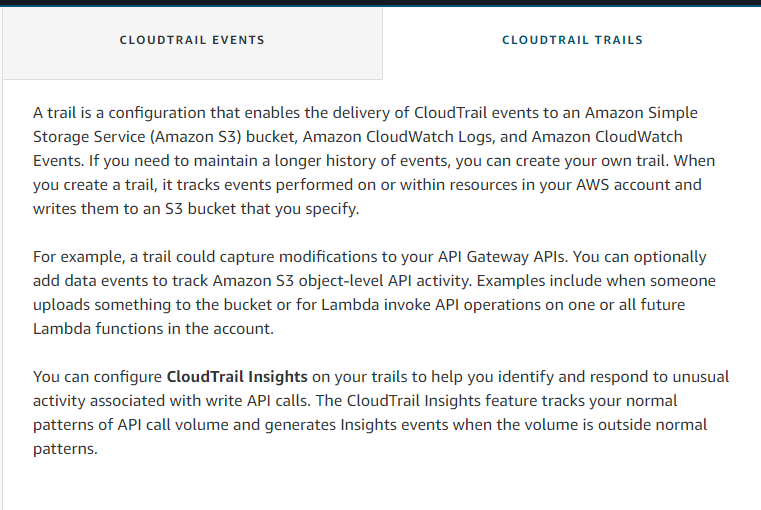 CLOUDTRAIL EVENTS
CLOUDTRAIL TRAILS
A trail is a configuration that enables the delivery of CloudTrail events to an Amazon Simple
Storage Service (Amazon S3) bucket, Amazon CloudWatch Logs, and Amazon CloudWatch
Events. If you need to maintain a longer history of events, you can create your own trail. When
you create a trail, it tracks events performed on or within resources in your AWS account and
writes them to an S3 bucket that you specify.
For example, a trail could capture modifications to your API Gateway APIs. You can optionally
add data events to track Amazon S3 object-level API activity. Examples include when someone
uploads something to the bucket or for Lambda invoke API operations on one or all future
Lambda functions in the account.
You can configure CloudTrail Insights on your trails to help you identify and respond to unusual
activity associated with write API calls. The CloudTrail Insights feature tracks your normal
patterns of API call volume and generates Insights events when the volume is outside normal
patterns.